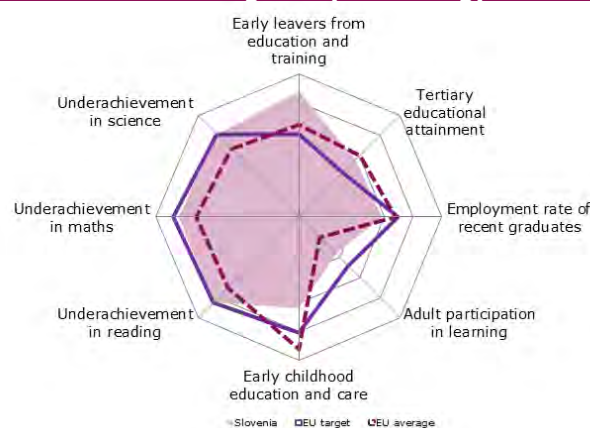 Early leavers from
education and
training
Tertiary
educational
attainment
Employment rate of
recent graduates
Adult participation
in learning
Early childhood
education and care
Underachievement
in reading
Underachievement
in maths
Underachievement
in science
Slovenia EU target EU average